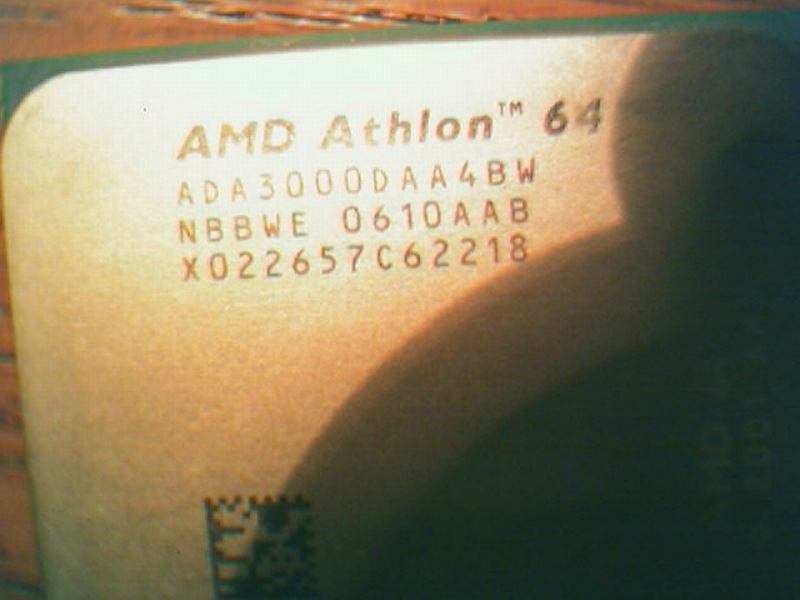 AMD Athlon™ 64
ADA3000DAA4BW
NBBWE 0610AAB
X022657C62218